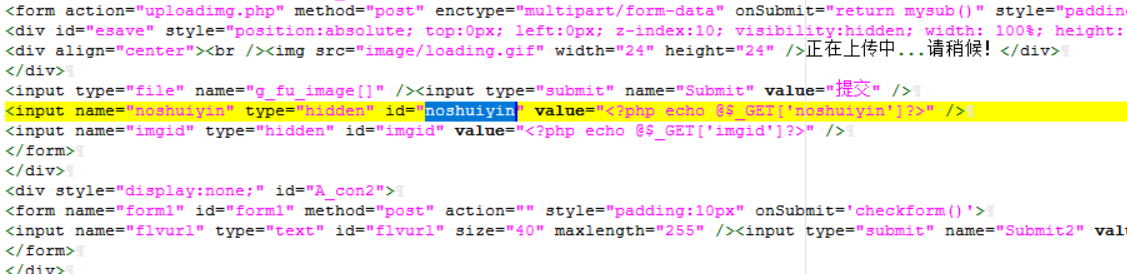 <form action="uploadimg.php" method="post" enctype="multipart/form-data" onSubmit="return mysub()" style="padding
<div id="esave" style="position:absolute; top:0px; left:0px; z-index:10; visibility:hidden; width: 100%; height:
<div align="center"><br /><img src="image/loading.gif" width="24" height="24" />正在上传中...请稍候！</div>
</div>
<input type="file" name="g_fu_image[]" /><input type="submit" name="Submit" value="提交" />
<input name="noshuiyin" type="hidden" id="noshuiyin" value="<?php echo @$_GET['noshuiyin']?>" />
<input name="imgid" type="hidden" id="imgid" value="<?php echo @$_GET['imgid']?>" />
</form>
</div>
<div style="display:none;" id="A_con2">
<form name="form1" id="form1" method="post" action="" style="padding:10px" onSubmit='checkform()'>
<input name="flvurl" type="text" id="flvurl" size="40" maxlength="255" /><input type="submit" name="Submit2" val
</form>
</div>